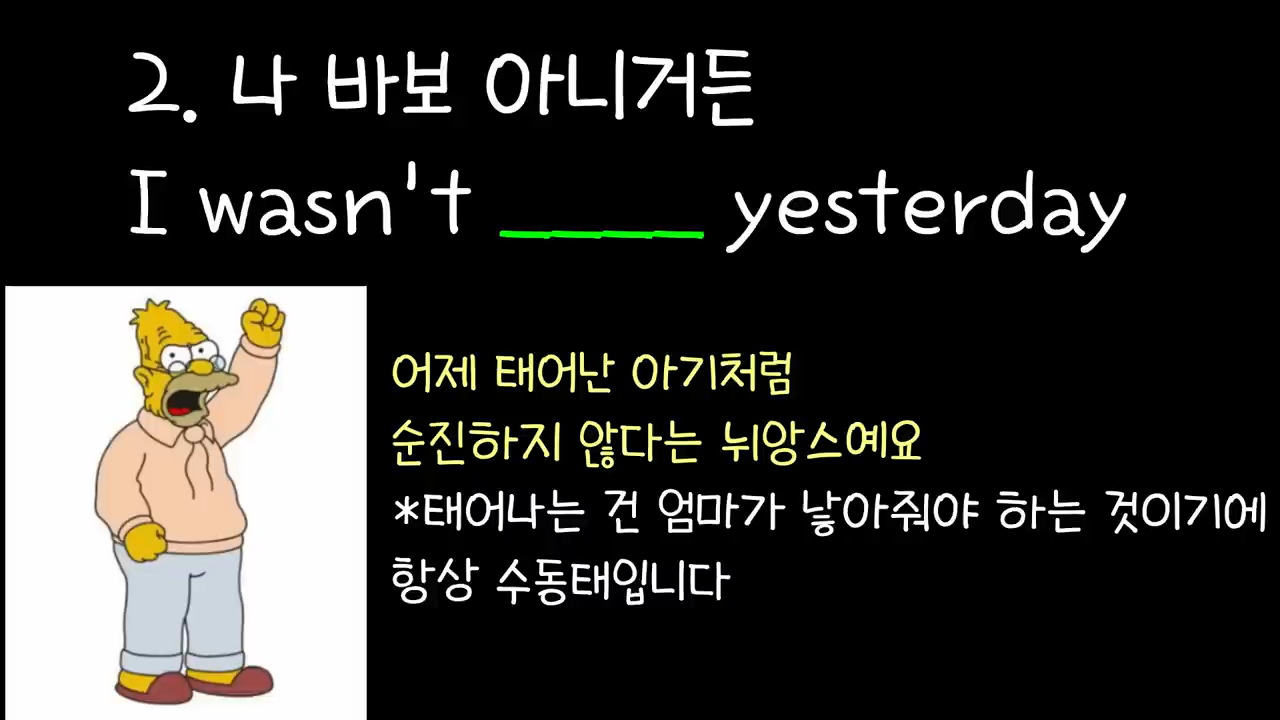 2. 나 바보 아니거든
I wasn't ____ yesterday
어제 태어난 아기처럼
순진하지 않다는 뉘앙스예요
*태어나는 건 엄마가 낳아줘야 하는 것이기에
항상 수동태입니다